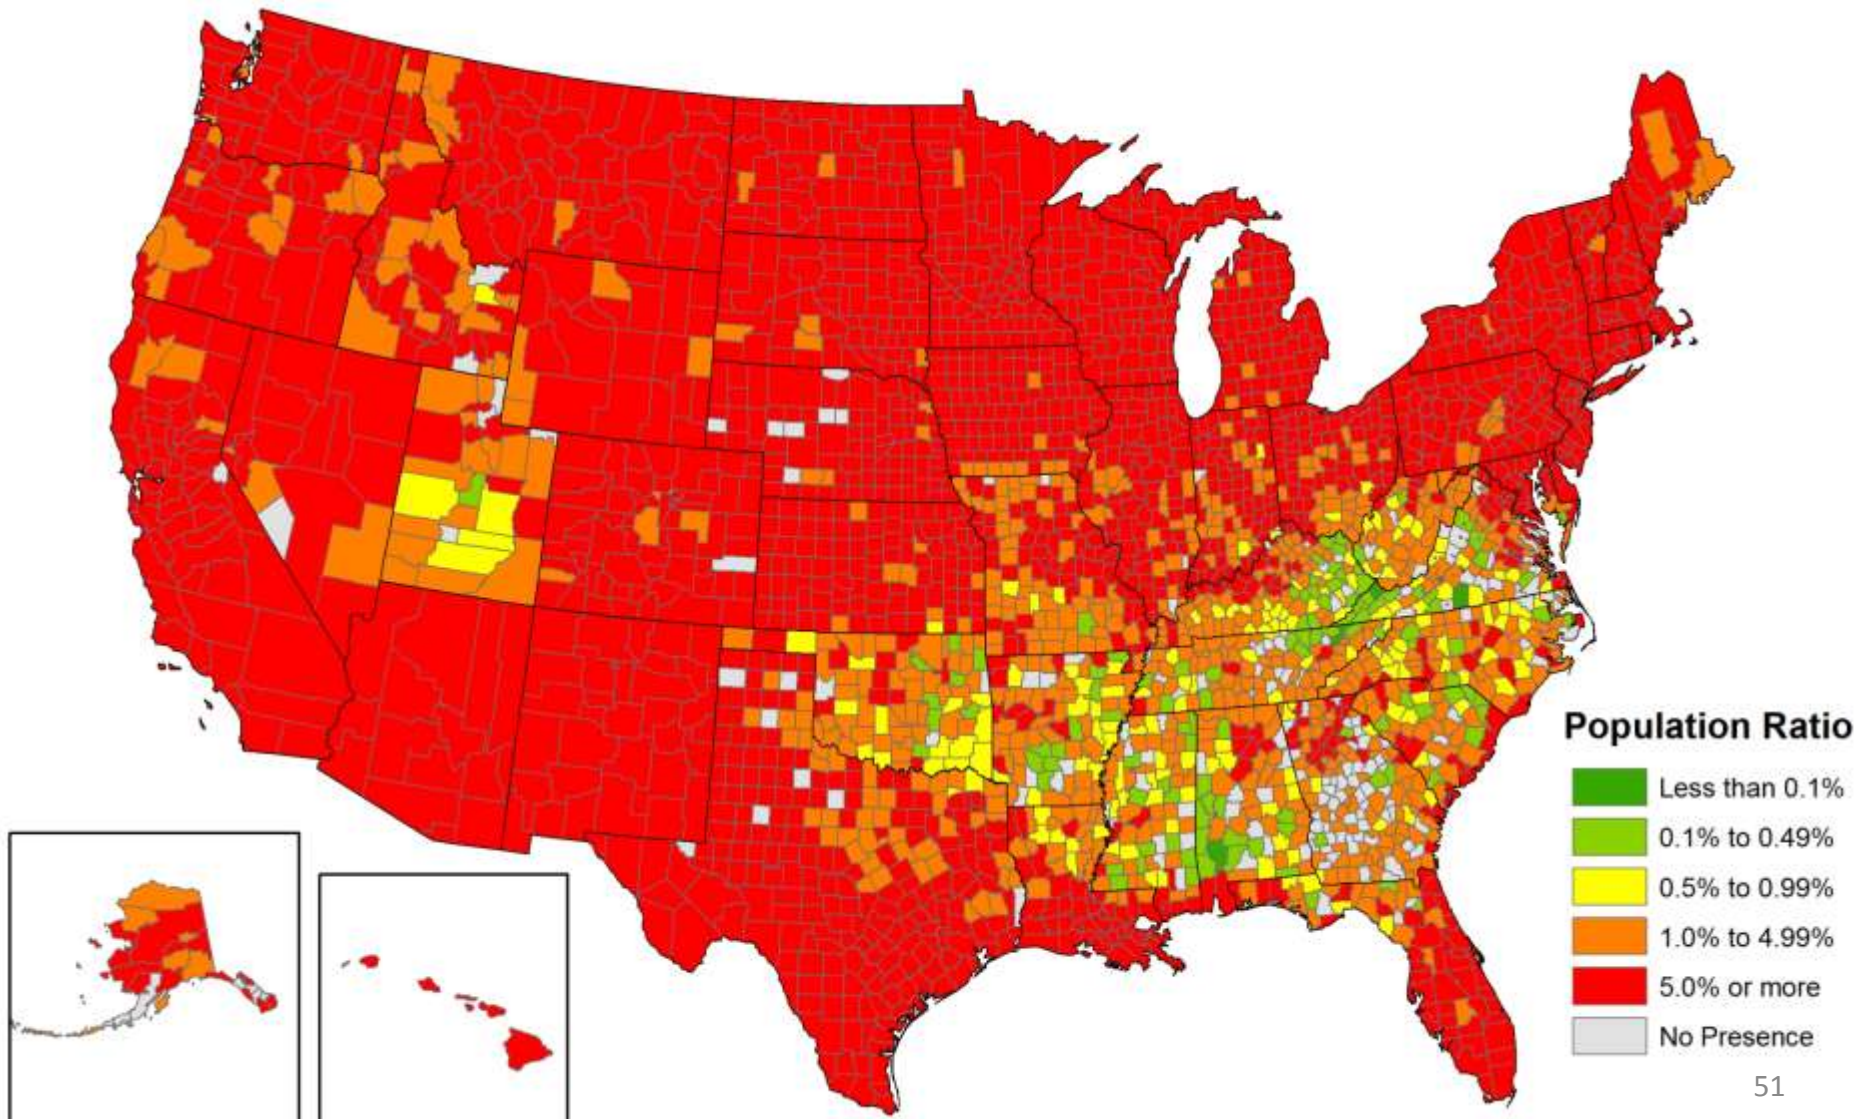 Population Ratio
Less than 0.1%
0.1% to 0.49%
0.5% to 0.99%
1.0% to 4.99%
5.0% or more
No Presence
51